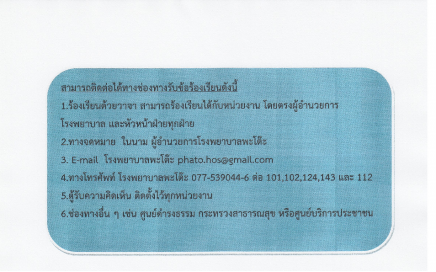 สามารถติดต่อได้ทางช่องทางรับข้อร้องเรียนดังนี้
1.ร้องเรียนด้วยวาจา สามารถร้องเรียนได้กับหน่วยงาน โดยตรงผู้อำนวยการ
โรงพยาบาล และหัวหน้าฝ่ายทุกฝ่าย
2.ทางจดหมาย ในนาม ผู้อำนวยการโรงพยาบาลพะโต๊ะ
3. E-mail โรงพยาบาลพะโต๊ะ phato.hos@gmail.com
4.ทางโทรศัพท์ โรงพยาบาลพะโต๊ะ 077-539044-6 ต่อ 101,102,124,143 และ 112
5.ตู้รับความคิดเห็น ติดตั้งไว้ทุกหน่วยงาน
6.ช่องทางอื่น ๆ เช่น ศูนย์ดำรงธรรม กระทรวงสาธารณสุข หรือศูนย์บริการประชาชน